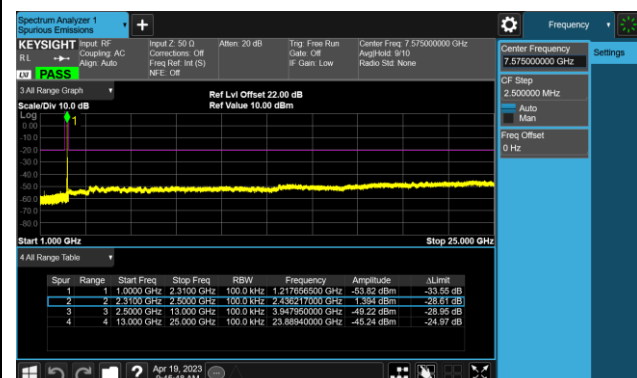 Spectrum Analyzer 1
Spurious Emissions
Frequency
KEYSIGHT
Input: RF
Coupling: AC
Align: Auto
Input Z: 50 Ω
Corrections: Off
Freq Ref: Int (S)
NFE: Off
Atten: 20 dB
Trig: Free Run
Gate: Off
IF Gain: Low
Center Freq: 7.575000000 GHz
Avg|Hold: 9/10
Radio Std: None
RL
LXI
PASS
Center Frequency
7.575000000 GHz
Settings
CF Step
2.500000 MHz
Auto
Man
Freq Offset
0 Hz
3 All Range Graph
Scale/Div 10.0 dB
Ref Lvl Offset 22.00 dB
Ref Value 10.00 dBm
Log
1
0.00
-10.0
-20.0
-30.0
-40.0
-50.0
-60.0
-70.0
-80.0
Start 1.000 GHz
Stop 25.000 GHz
4 All Range Table
Spur Range Start Freq Stop Freq RBW Frequency Amplitude ΔLimit
1 1 1.0000 GHz 2.3100 GHz 100.0 kHz 1.217656500 GHz -53.82 dBm -33.55 dB
2 2 2.3100 GHz 2.5000 GHz 100.0 kHz 2.436217000 GHz 1.394 dBm -28.61 dB
3 3 2.5000 GHz 13.000 GHz 100.0 kHz 3.947950000 GHz -49.22 dBm -28.95 dB
4 4 13.000 GHz 25.000 GHz 100.0 kHz 23.88940000 GHz -45.24 dBm -24.97 dB
Apr 19, 2023